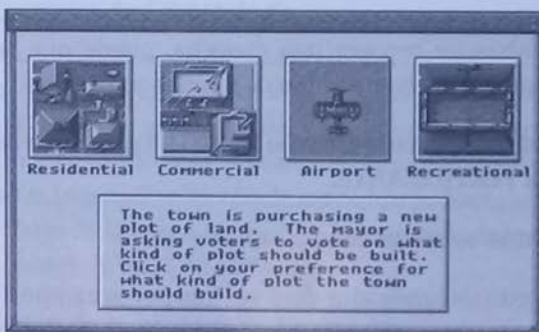 Residential Commercial Airport Recreational
The town is purchasing a new
plot of land. The Mayor is
asking voters to vote on what
kind of plot should be built.
Click on your preference for
what kind of plot the town
should build.